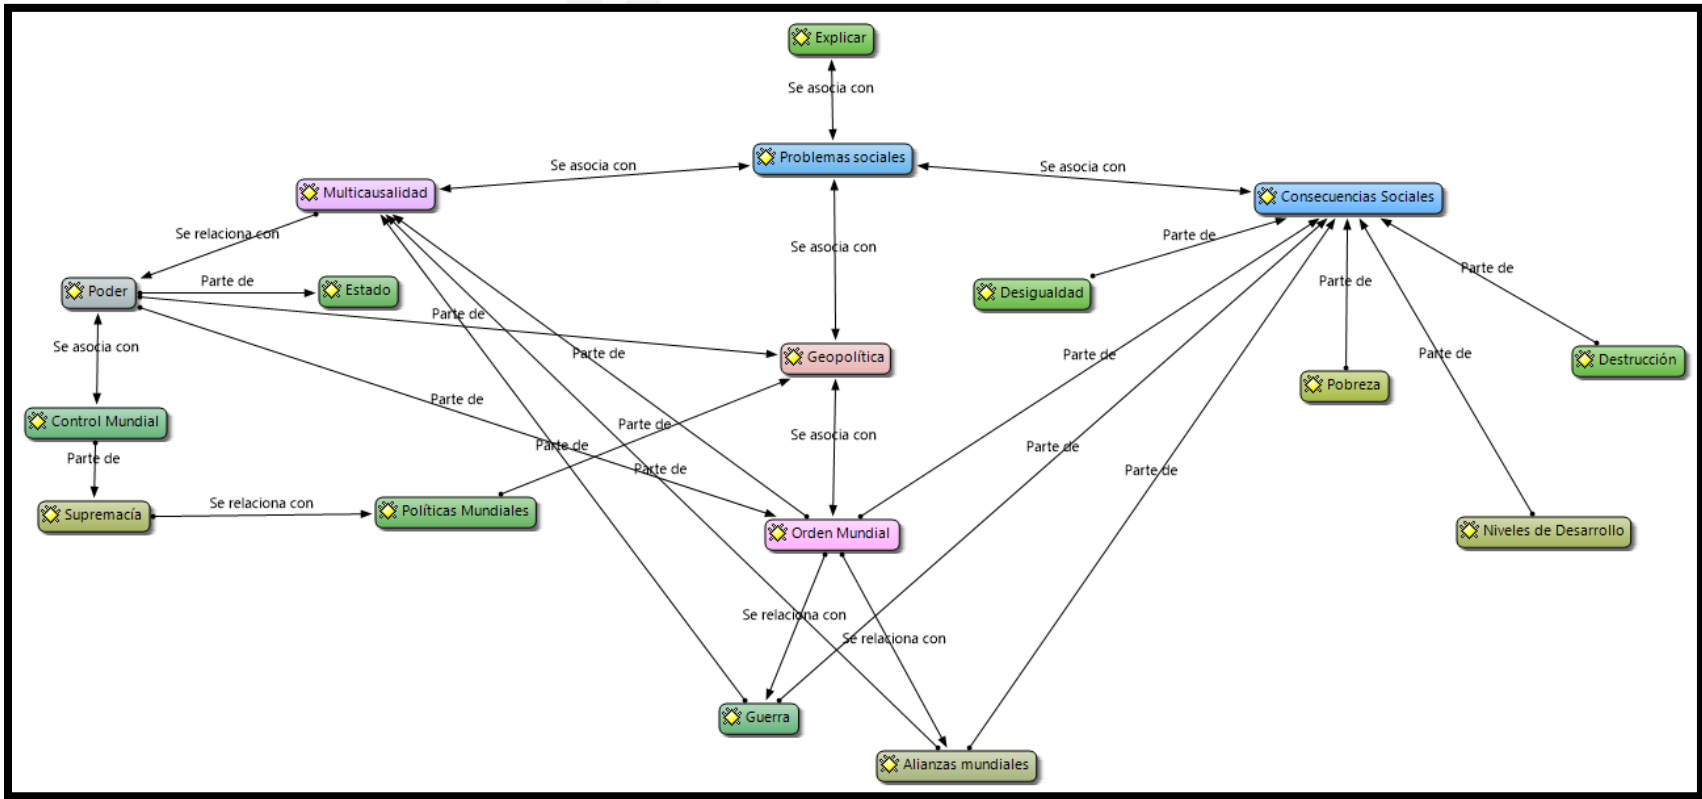 Explicar
Se asocia con
Problemas sociales
Se asocia con
Se asocia con
Multicausalidad
Consecuencias Sociales
Se relaciona con
Se asocia con
Parte de
Parte de
Poder
Parte de
Estado
Desigualdad
Parte de
Parte de
Se asocia con
Parte de
Geopolítica
Parte de
Parte de
Destrucción
Pobreza
Parte de
Control Mundial
Parte de
Se asocia con
Parte de
Parte de
Parte de
Parte de
Parte de
Supremacía
Se relaciona con
Políticas Mundiales
Orden Mundial
Niveles de Desarrollo
Se relaciona con
Se relaciona con
Guerra
Alianzas mundiales